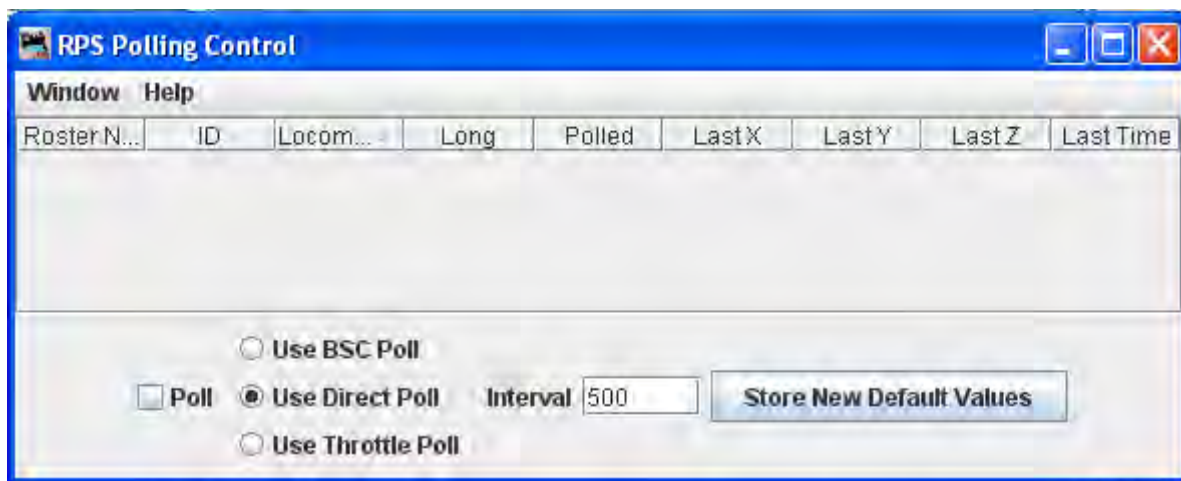 RPS Polling Control
Window Help
Roster N... ID Locom... Long Polled Last X Last Y Last Z Last Time
Use BSC Poll
Poll Use Direct Poll Interval 500 Store New Default Values
Use Throttle Poll